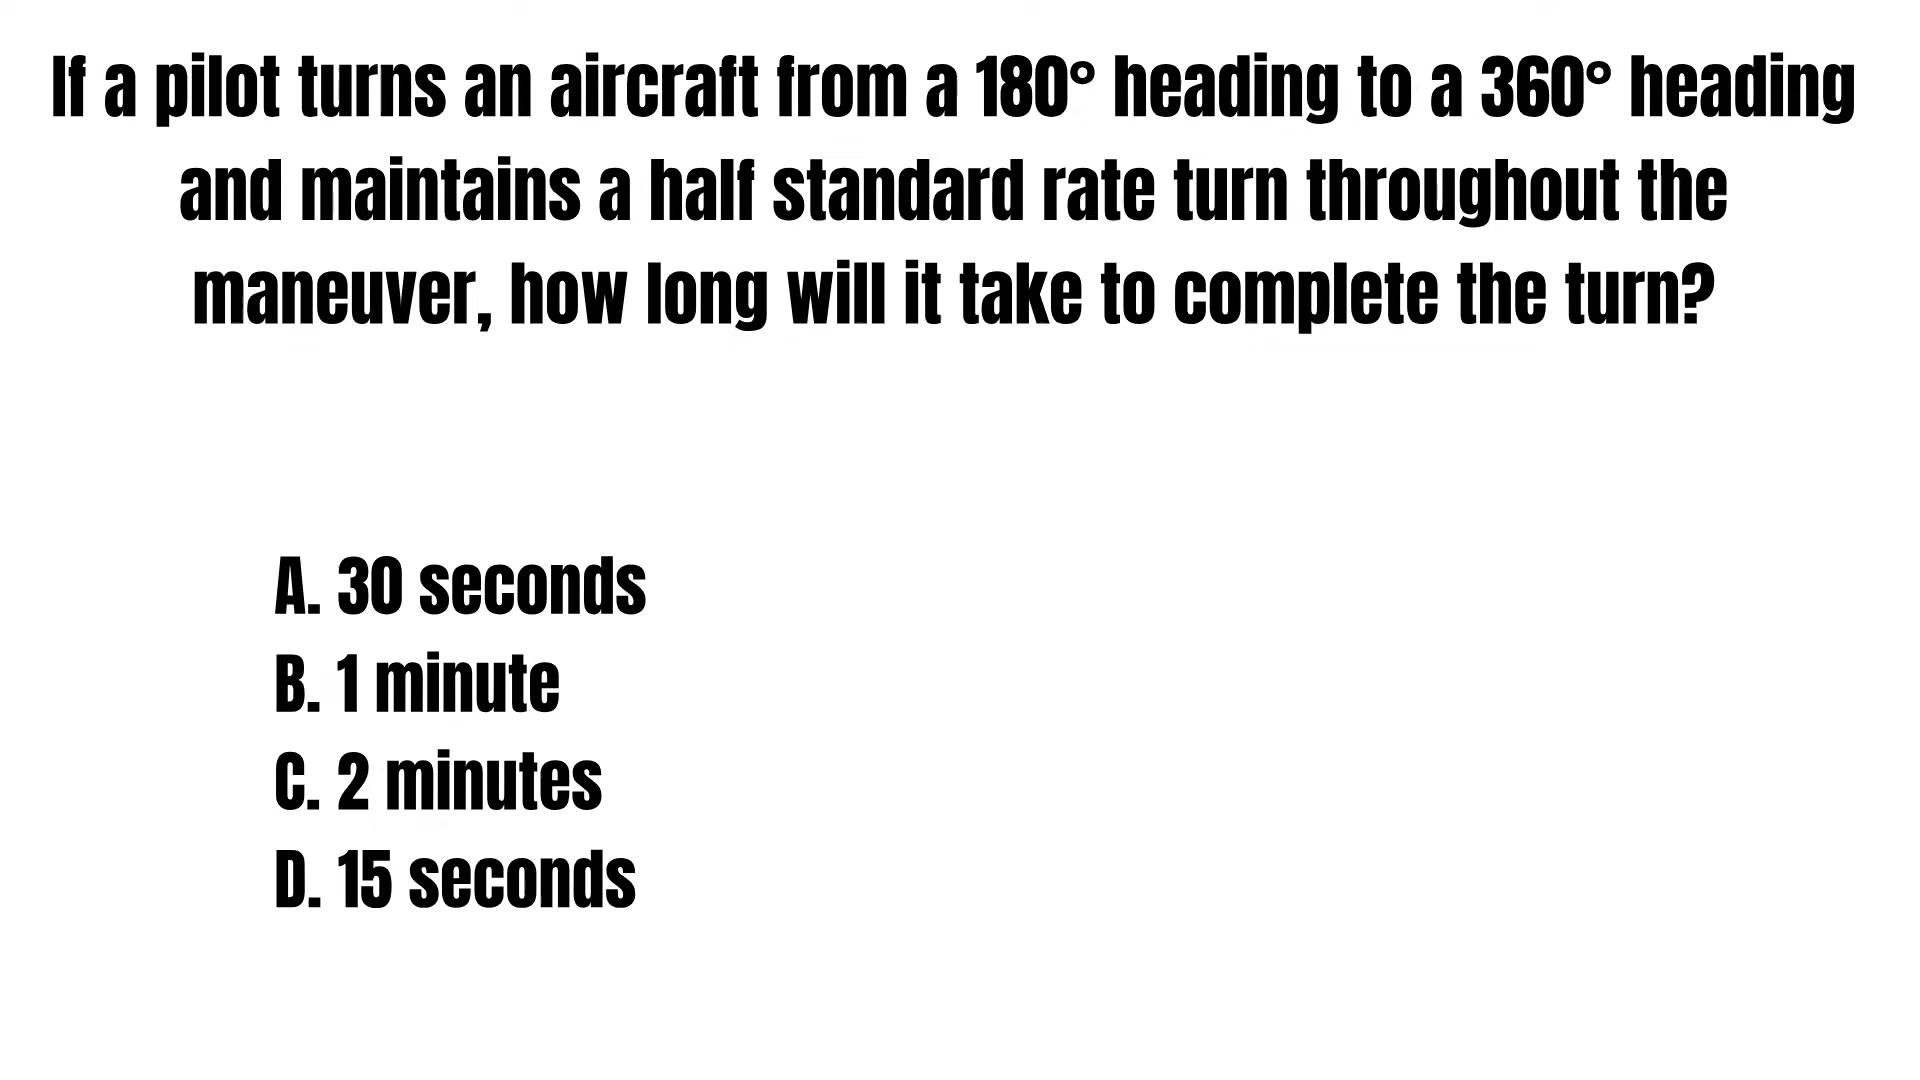 If a pilot turns an aircraft from a 180° heading to a 360° heading
and maintains a half standard rate turn throughout the
maneuver, how long will it take to complete the turn?
A. 30 seconds
B. 1 minute
C. 2 minutes
D. 15 seconds